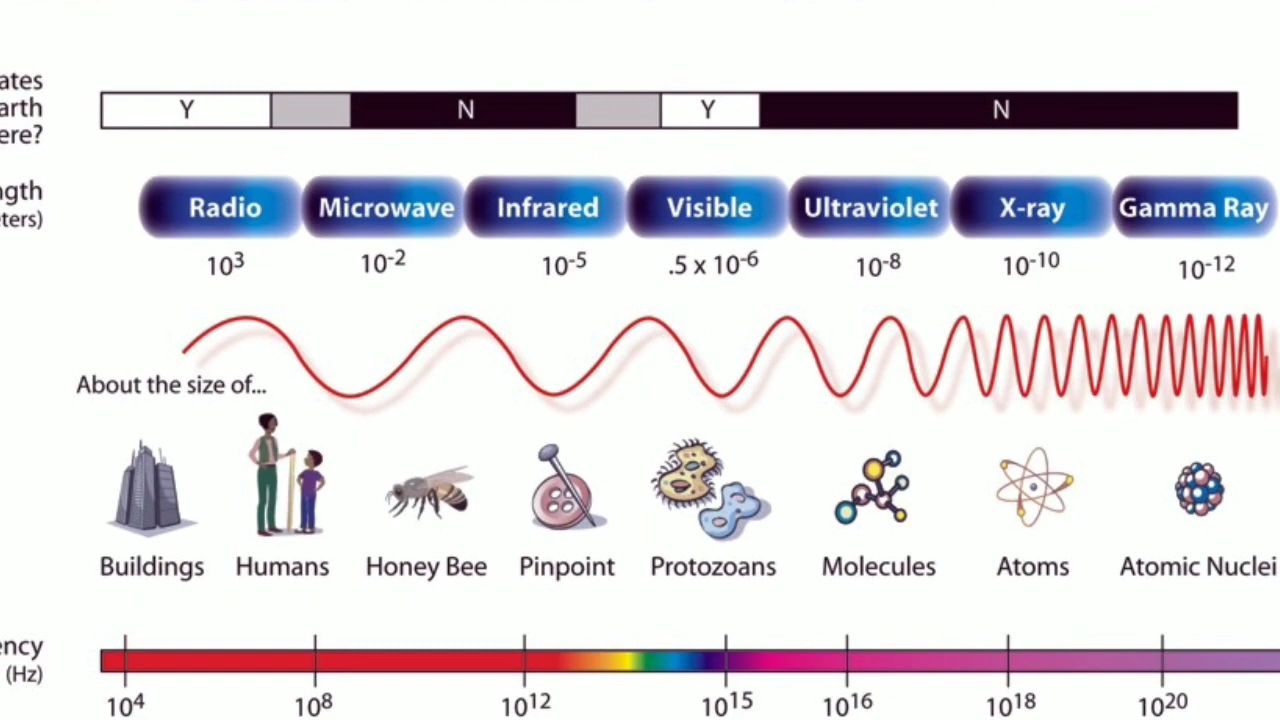 ates
arth
ere?
Y N Y N
ngth
ters)
Radio Microwave Infrared Visible Ultraviolet X-ray Gamma Ray
10³ 10⁻² 10⁻⁵ .5 x 10⁻⁶ 10⁻⁸ 10⁻¹⁰ 10⁻¹²
About the size of...
Buildings Humans Honey Bee Pinpoint Protozoans Molecules Atoms Atomic Nuclei
ency
(Hz)
10⁴ 10⁸ 10¹² 10¹⁵ 10¹⁶ 10¹⁸ 10²⁰